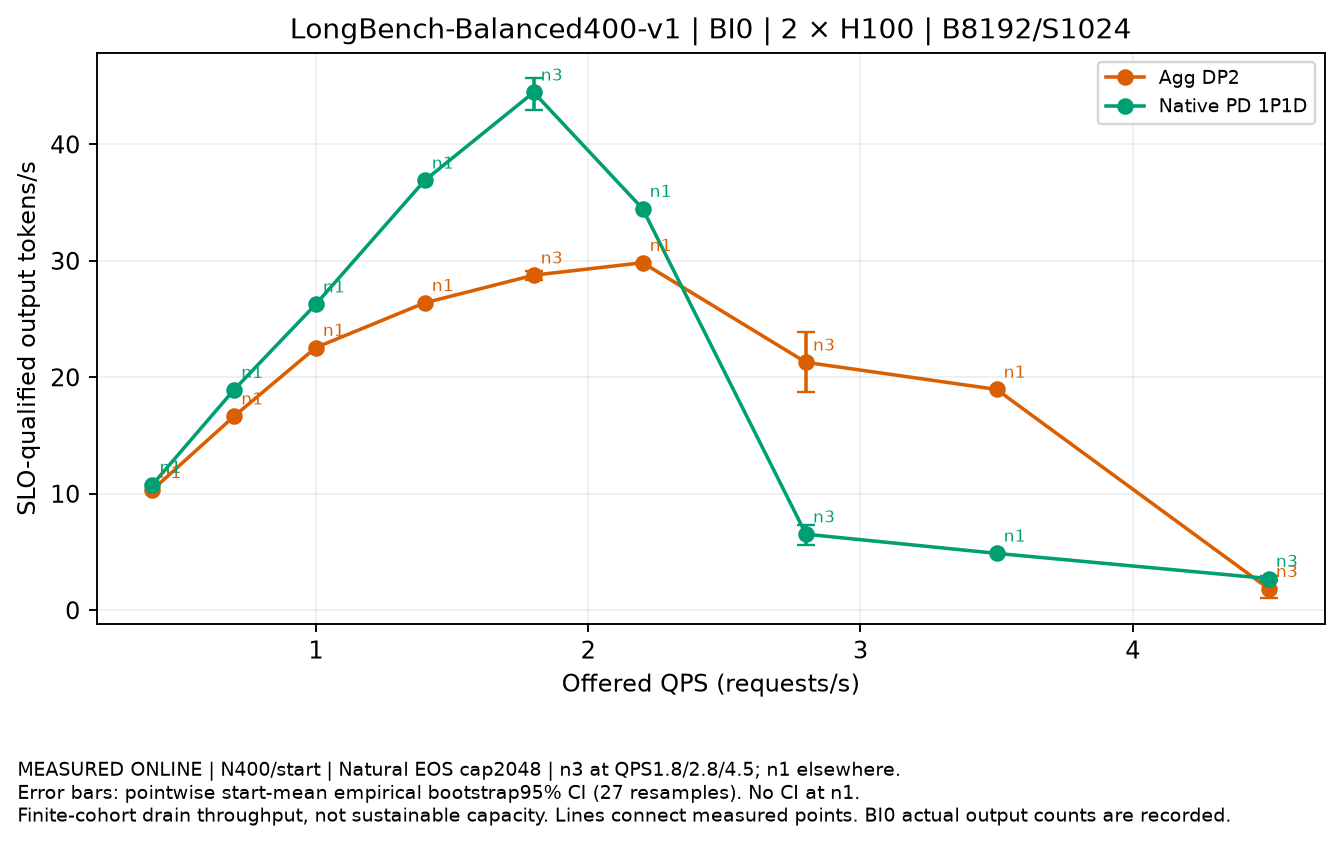 LongBench-Balanced400-v1 | BI0 | 2 × H100 | B8192/S1024
Agg DP2
Native PD 1P1D
SLO-qualified output tokens/s
40
30
20
10
0
n1
n1
n1
n1
n1
n1
n1
n1
n3
n3
n1
n1
n3
n3
n1
n1
n3
n3
1
2
3
4
Offered QPS (requests/s)
MEASURED ONLINE | N400/start | Natural EOS cap2048 | n3 at QPS1.8/2.8/4.5; n1 elsewhere.
Error bars: pointwise start-mean empirical bootstrap95% CI (27 resamples). No CI at n1.
Finite-cohort drain throughput, not sustainable capacity. Lines connect measured points. BI0 actual output counts are recorded.